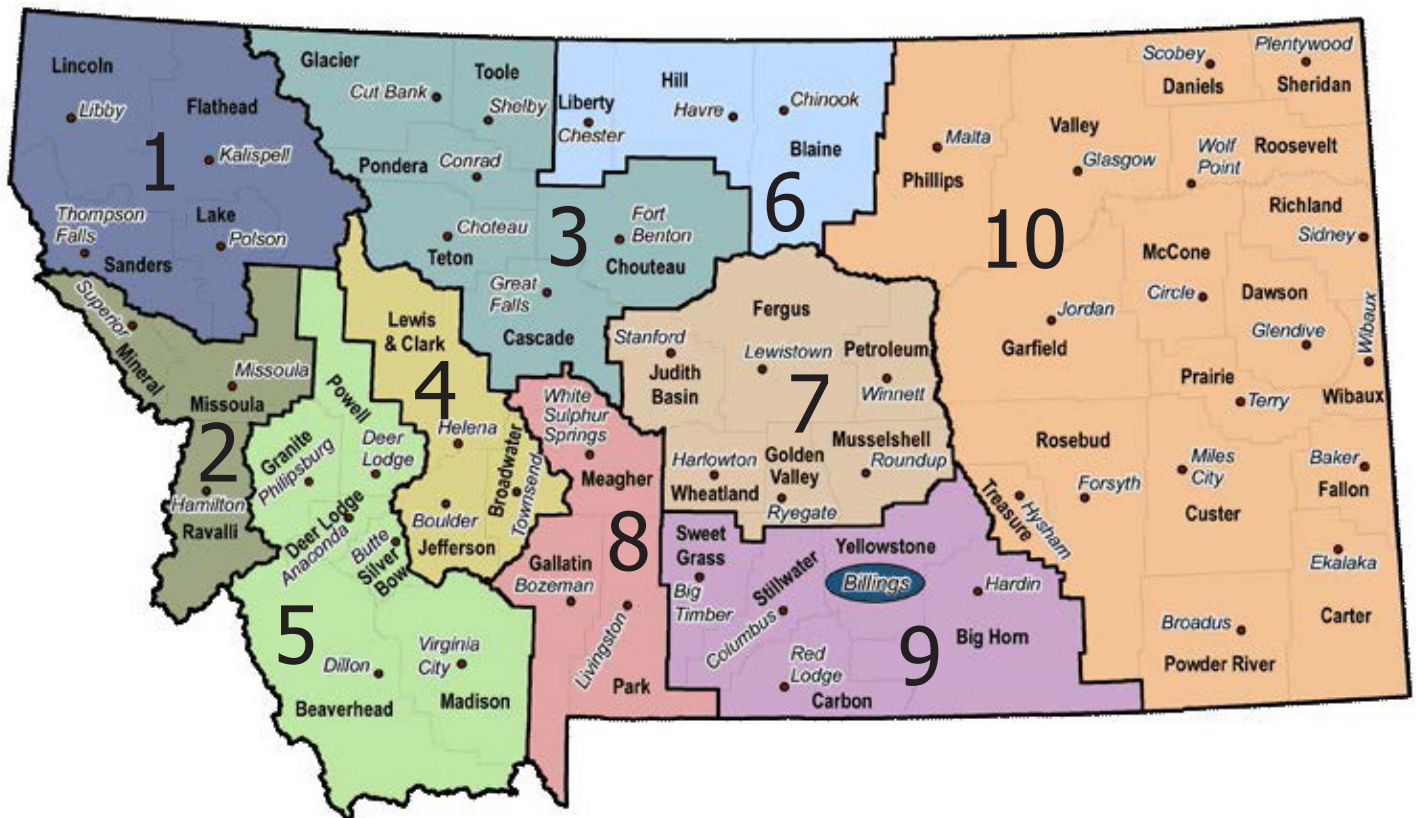 Lincoln
Libby
Flathead
1
Kalispell
Thompson
Falls
Lake
Polson
Sanders
Glacier
Toole
Cut Bank
Shelby
Pondera
Conrad
Choteau
Teton
3
Fort
Benton
Chouteau
Great
Falls
Cascade
Hill
Liberty
Chester
Havre
Chinook
Blaine
6
Scobey
Daniels
Plentywood
Sheridan
Malta
Valley
Glasgow
Wolf
Point
Roosevelt
Phillips
10
Richland
Sidney
McCone
Circle
Dawson
Glendive
Wibaux
Jordan
Garfield
Prairie
Terry
Wibaux
Rosebud
Forsyth
Miles
City
Custer
Baker
Fallon
Treasure
Hysham
Ekalaka
Carter
Broadus
Powder River
Superior
Mineral
Missoula
Missoula
2
Hamilton
Ravalli
Lewis
& Clark
4
Helena
Broadwater
Townsend
Boulder
Jefferson
Powell
Granite
Philipsburg
Deer
Lodge
Deer Lodge
Anaconda
Butte
Silver
Bow
5
Dillon
Virginia
City
Beaverhead
Madison
Fergus
Stanford
Lewistown
Petroleum
Judith
Basin
7
Winnett
Musselshell
Roundup
Golden
Valley
Harlowton
Wheatland
Ryegate
White
Sulphur
Springs
Meagher
8
Gallatin
Bozeman
Livingston
Park
Sweet
Grass
Big
Timber
Stillwater
Columbus
Yellowstone
Billings
Hardin
Big Horn
9
Red
Lodge
Carbon